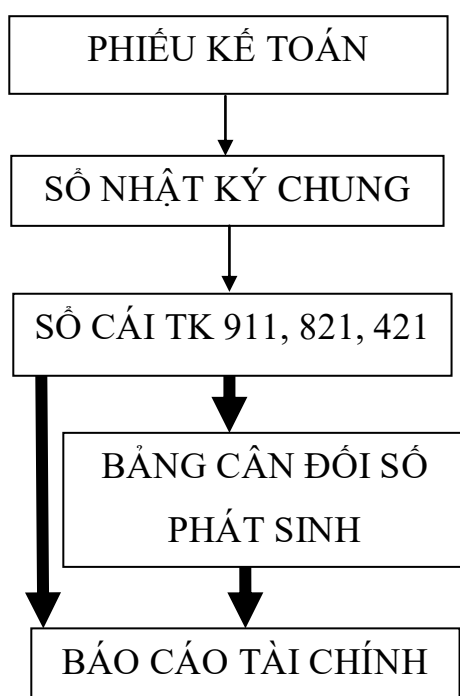 PHIẾU KẾ TOÁN
SỔ NHẬT KÝ CHUNG
SỔ CÁI TK 911, 821, 421
BẢNG CÂN ĐỐI SỐ
PHÁT SINH
BÁO CÁO TÀI CHÍNH